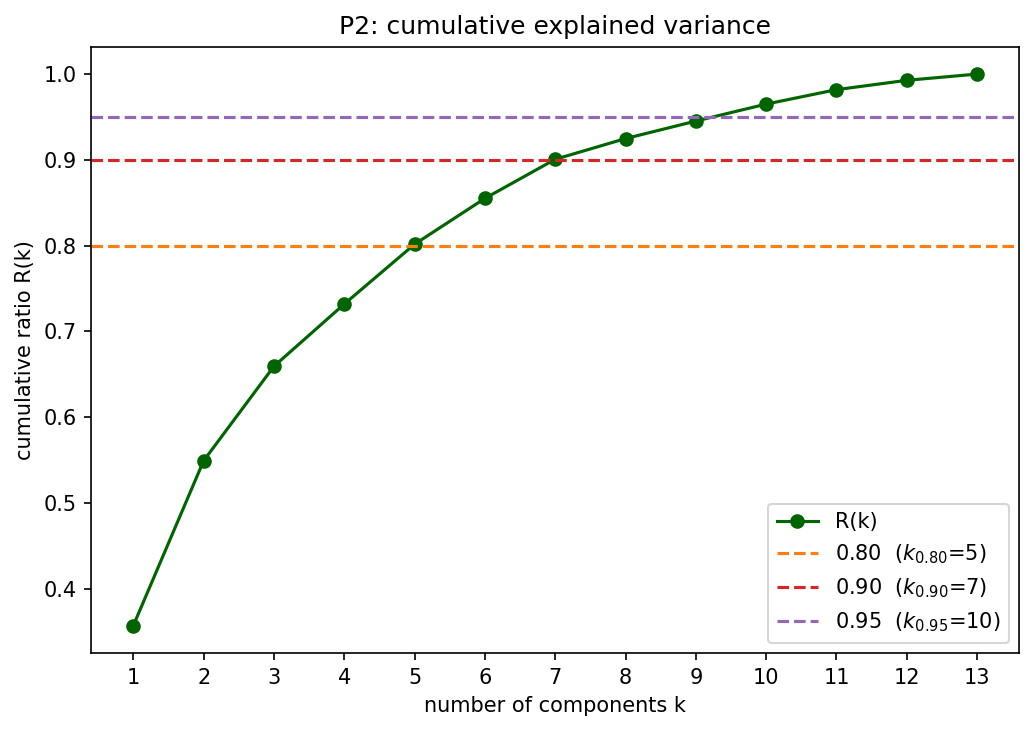 P2: cumulative explained variance
cumulative ratio R(k)
1.0
0.9
0.8
0.7
0.6
0.5
0.4
R(k)
0.80 (k0.80=5)
0.90 (k0.90=7)
0.95 (k0.95=10)
1 2 3 4 5 6 7 8 9 10 11 12 13
number of components k